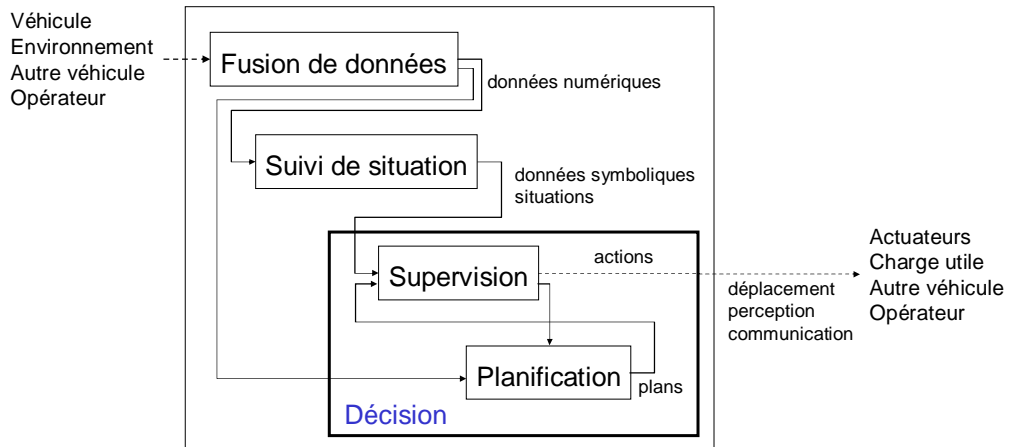 Véhicule
Environnement
Autre véhicule
Opérateur
Fusion de données
données numériques
Suivi de situation
données symboliques
situations
Supervision
actions
déplacement
perception
communication
Actuateurs
Charge utile
Autre véhicule
Opérateur
Planification
plans
Décision